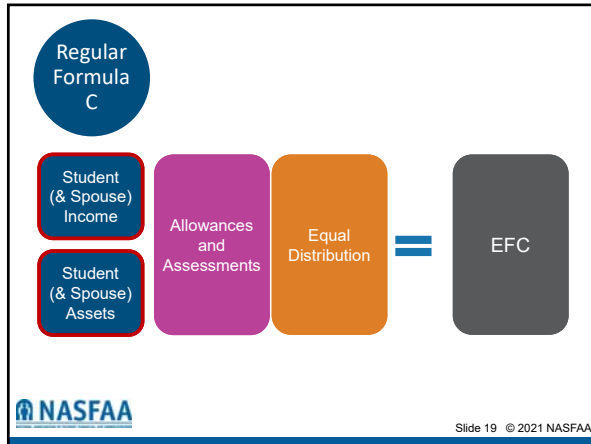 Regular
Formula
C
Student
(& Spouse)
Income
Student
(& Spouse)
Assets
Allowances
and
Assessments
Equal
Distribution
EFC
NASFAA
Slide 19 © 2021 NASFAA